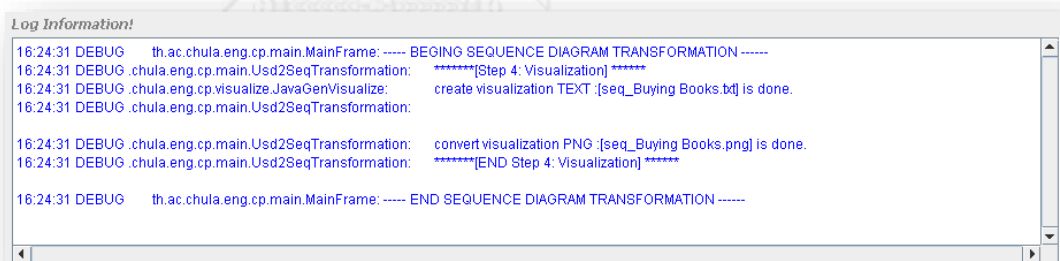 Log Information!
16:24:31 DEBUG th.ac.chula.eng.cp.main.MainFrame: ----- BEGING SEQUENCE DIAGRAM TRANSFORMATION ------
16:24:31 DEBUG .chula.eng.cp.main.Usd2SeqTransformation: *******[Step 4: Visualization] ******
16:24:31 DEBUG .chula.eng.cp.visualize.JavaGenVisualize: create visualization TEXT :[seq_Buying Books.txt] is done.
16:24:31 DEBUG .chula.eng.cp.main.Usd2SeqTransformation:
16:24:31 DEBUG .chula.eng.cp.main.Usd2SeqTransformation: convert visualization PNG :[seq_Buying Books.png] is done.
16:24:31 DEBUG .chula.eng.cp.main.Usd2SeqTransformation: *******[END Step 4: Visualization] ******
16:24:31 DEBUG th.ac.chula.eng.cp.main.MainFrame: ----- END SEQUENCE DIAGRAM TRANSFORMATION ------